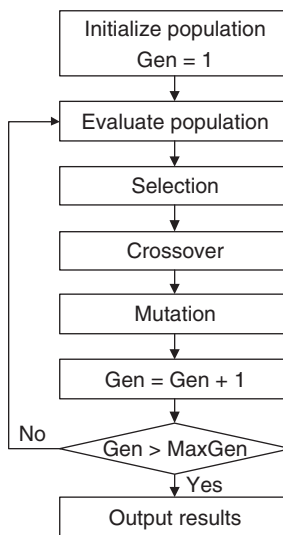 Initialize population
Gen = 1
Evaluate population
Selection
Crossover
Mutation
Gen = Gen + 1
No
Gen > MaxGen
Yes
Output results